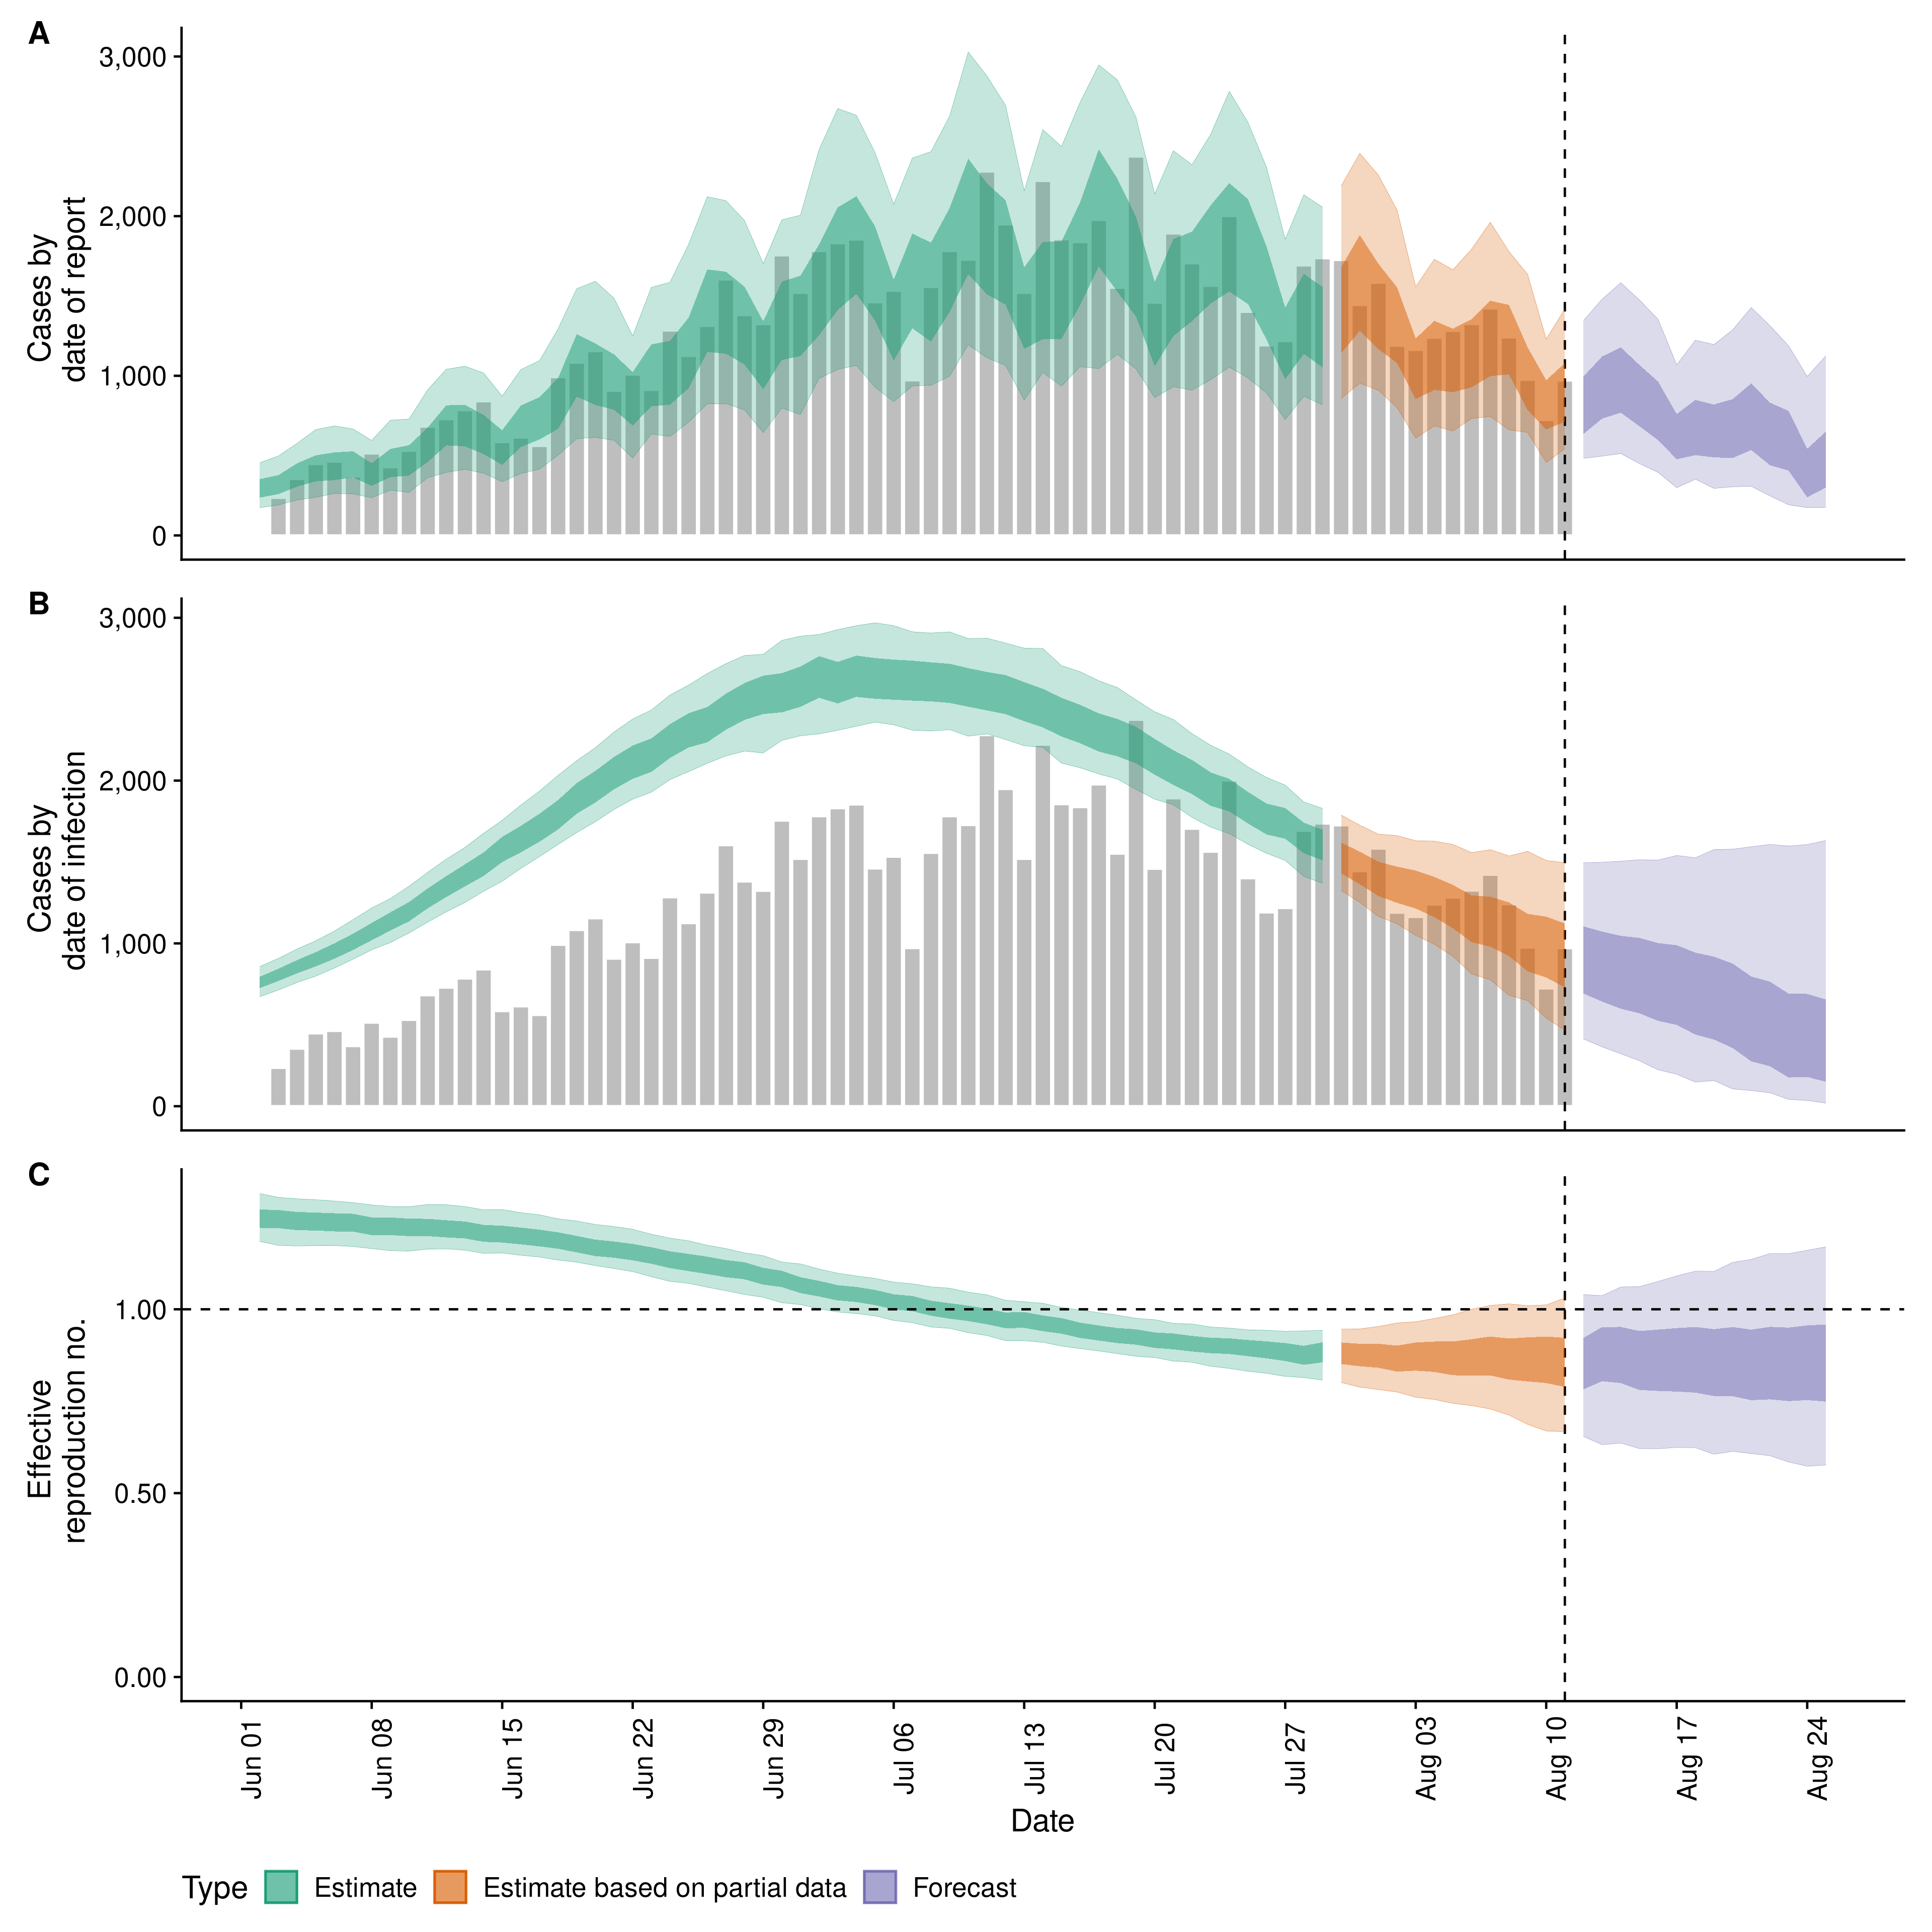 A
3,000
2,000
1,000
0
Cases by
date of report
B
3,000
2,000
1,000
0
Cases by
date of infection
C
1.00
0.50
0.00
Effective
reproduction no.
Jun 01
Jun 08
Jun 15
Jun 22
Jun 29
Jul 06
Jul 13
Jul 20
Jul 27
Aug 03
Aug 10
Aug 17
Aug 24
Date
Type
Estimate
Estimate based on partial data
Forecast